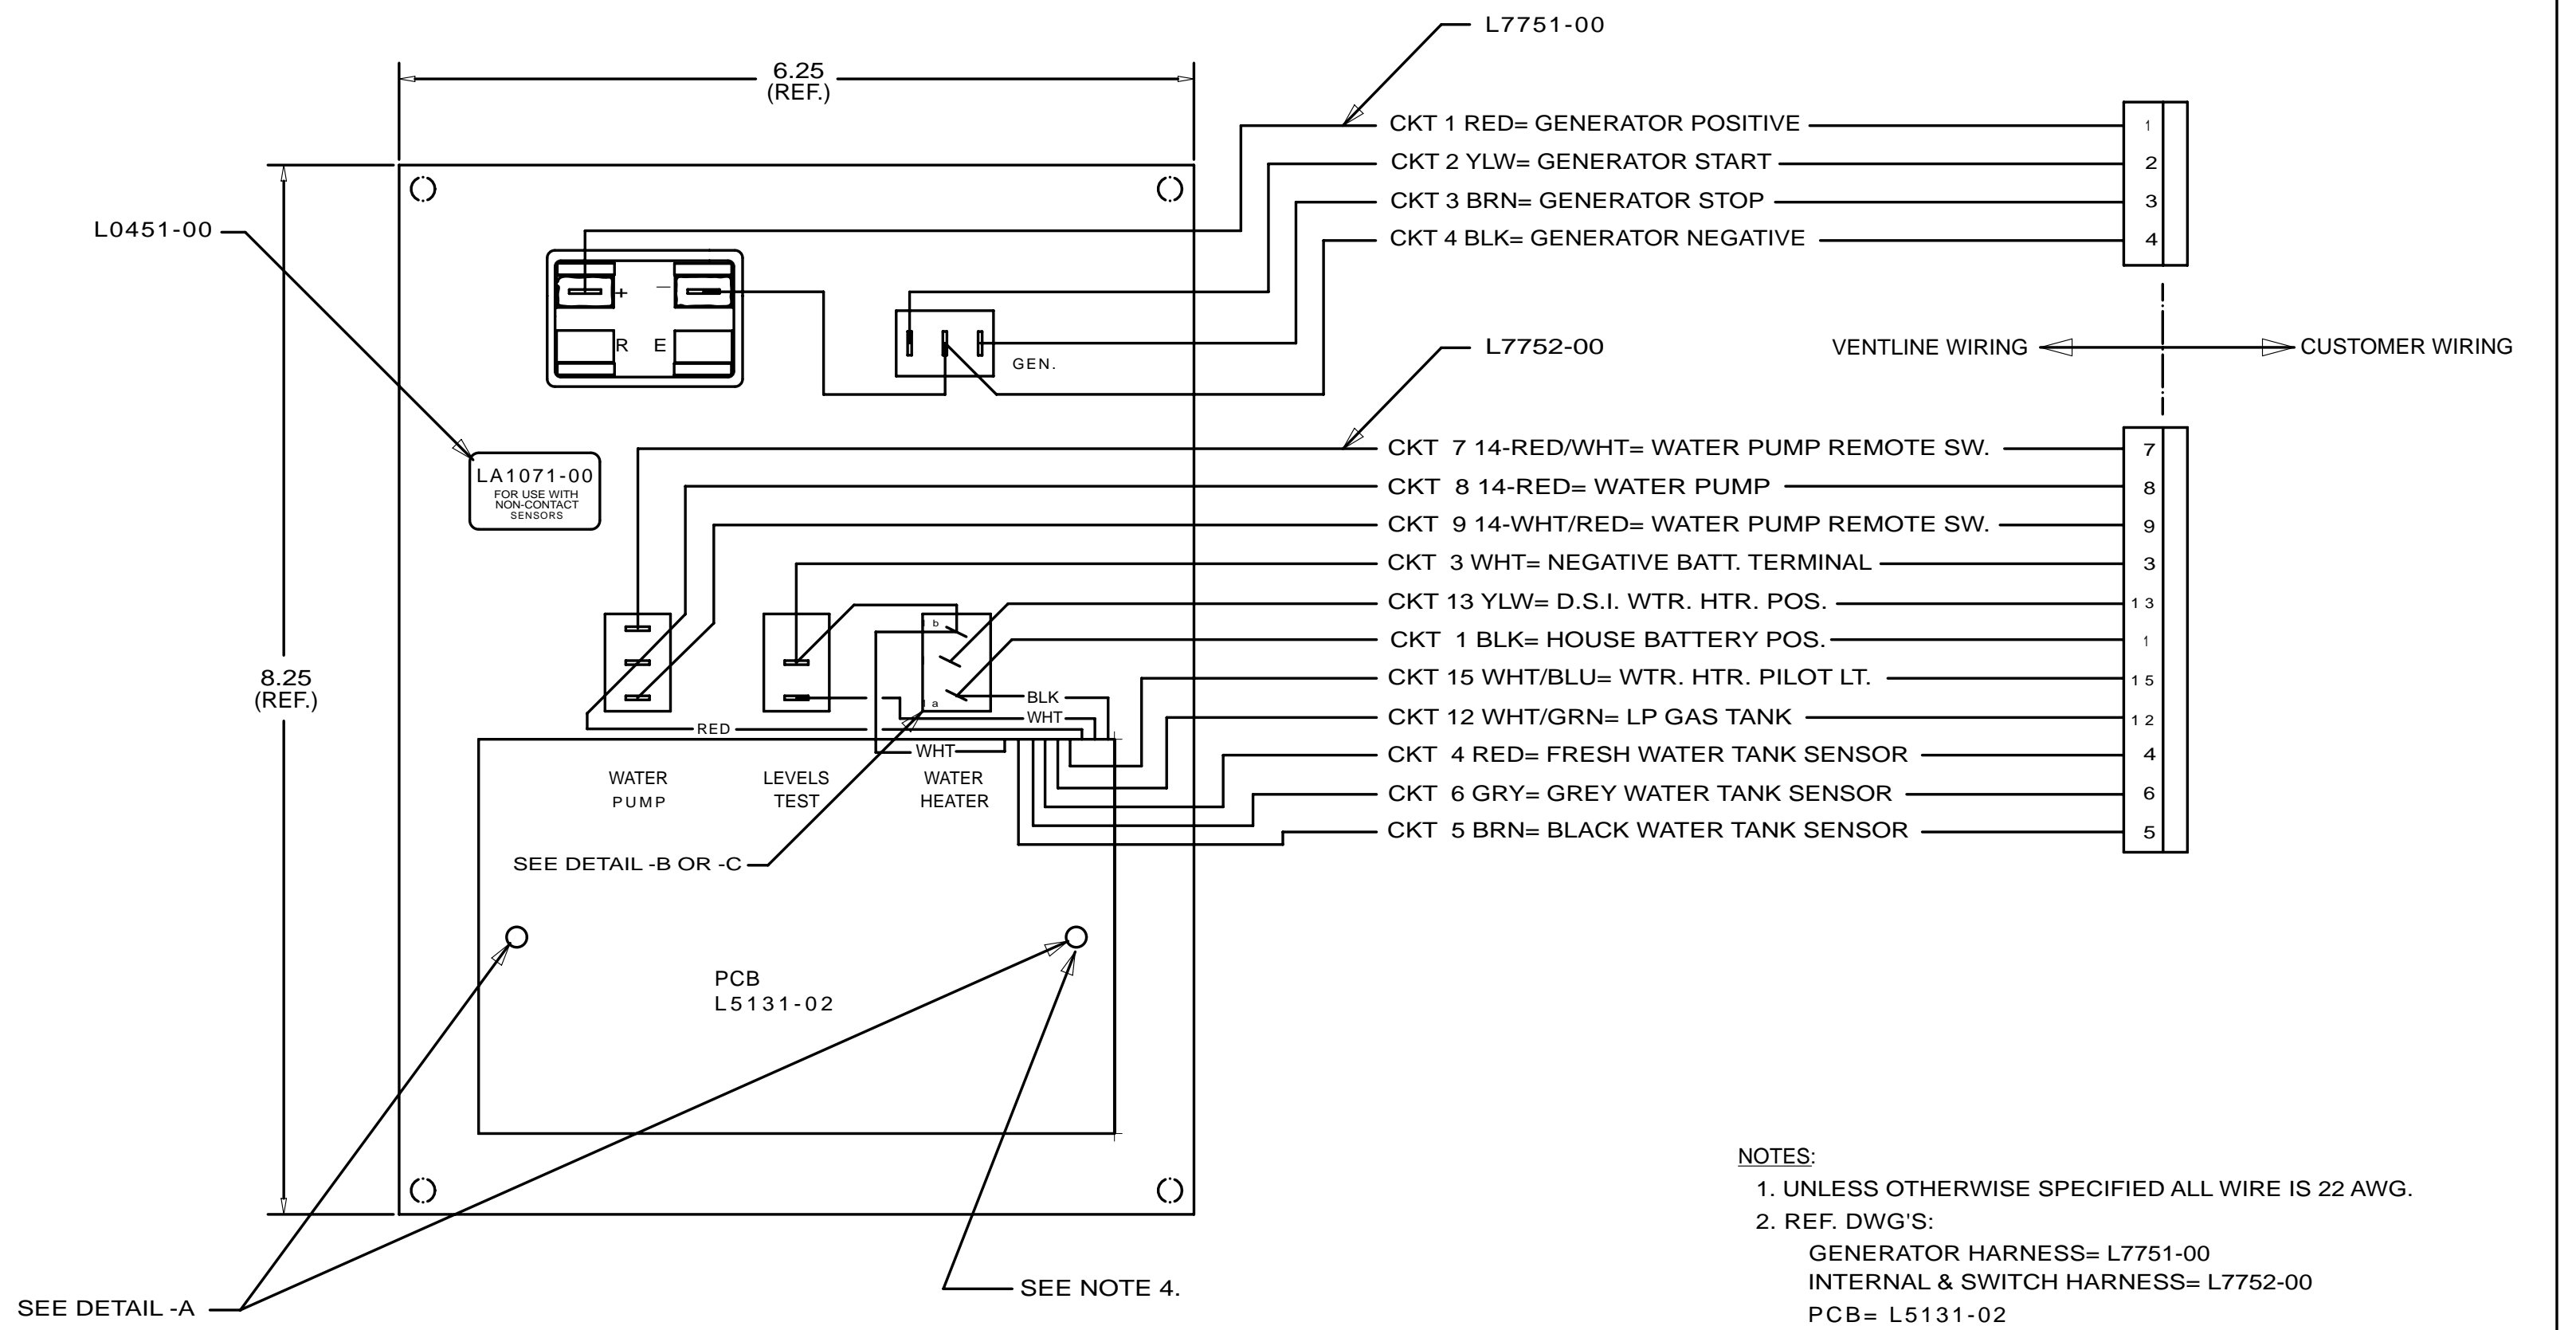 L7751-00
6.25
(REF.)
CKT 1 RED= GENERATOR POSITIVE
1
CKT 2 YLW= GENERATOR START
2
CKT 3 BRN= GENERATOR STOP
3
CKT 4 BLK= GENERATOR NEGATIVE
4
L0451-00
+
−
R
E
GEN.
L7752-00
VENTLINE WIRING
CUSTOMER WIRING
LA1071-00
FOR USE WITH
NON-CONTACT
SENSORS
CKT 7 14-RED/WHT= WATER PUMP REMOTE SW.
7
CKT 8 14-RED= WATER PUMP
8
CKT 9 14-WHT/RED= WATER PUMP REMOTE SW.
9
CKT 3 WHT= NEGATIVE BATT. TERMINAL
3
CKT 13 YLW= D.S.I. WTR. HTR. POS.
13
CKT 1 BLK= HOUSE BATTERY POS.
1
CKT 15 WHT/BLU= WTR. HTR. PILOT LT.
15
CKT 12 WHT/GRN= LP GAS TANK
12
CKT 4 RED= FRESH WATER TANK SENSOR
4
CKT 6 GRY= GREY WATER TANK SENSOR
6
CKT 5 BRN= BLACK WATER TANK SENSOR
5
b
a
BLK
WHT
RED
WHT
8.25
(REF.)
WATER
PUMP
LEVELS
TEST
WATER
HEATER
SEE DETAIL -B OR -C
PCB
L5131-02
SEE DETAIL -A
SEE NOTE 4.
NOTES:
1. UNLESS OTHERWISE SPECIFIED ALL WIRE IS 22 AWG.
2. REF. DWG'S:
GENERATOR HARNESS= L7751-00
INTERNAL & SWITCH HARNESS= L7752-00
PCB= L5131-02